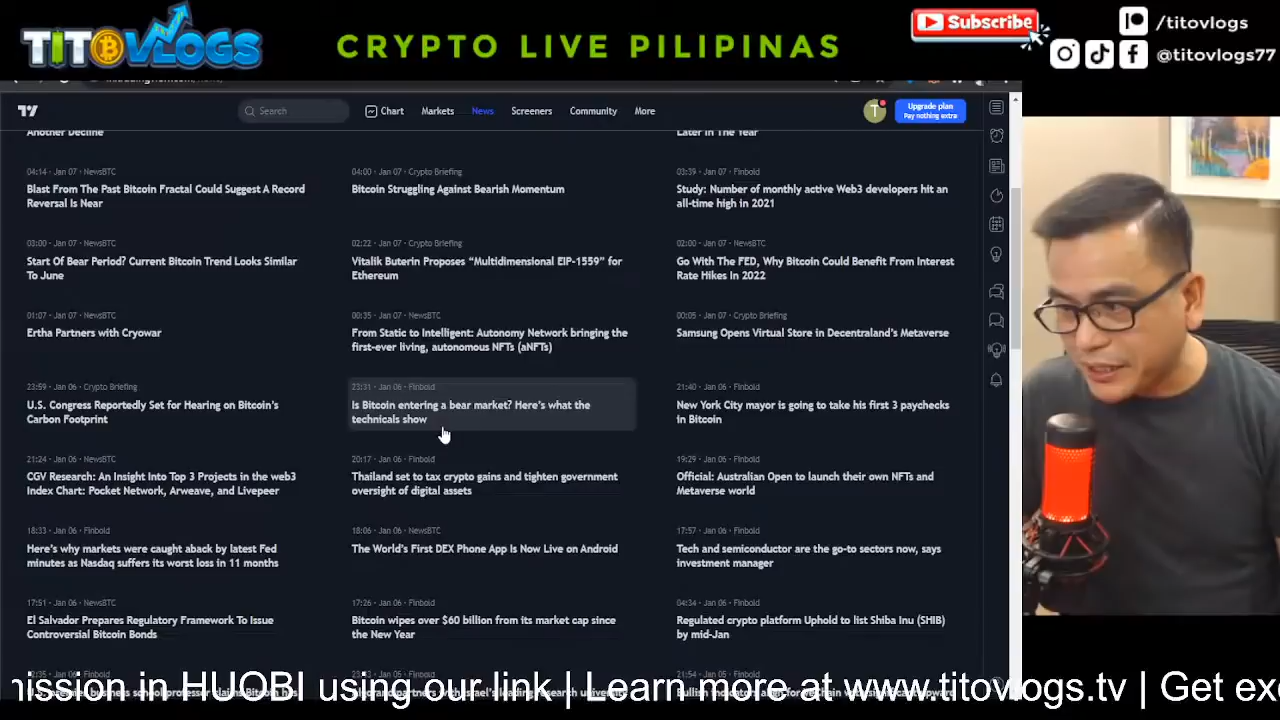 TITOVLOGS
CRYPTO LIVE PILIPINAS
Subscribe
/titovlogs
@titovlogs77
Search
Chart
Markets
News
Screeners
Community
More
T
Upgrade plan
Pay nothing extra
Another Decline
Later In The Year
04:14 · Jan 07 · NewsBTC
Blast From The Past Bitcoin Fractal Could Suggest A Record
Reversal Is Near
04:00 · Jan 07 · Crypto Briefing
Bitcoin Struggling Against Bearish Momentum
03:39 · Jan 07 · Finbold
Study: Number of monthly active Web3 developers hit an
all-time high in 2021
03:00 · Jan 07 · NewsBTC
Start Of Bear Period? Current Bitcoin Trend Looks Similar
To June
02:22 · Jan 07 · Crypto Briefing
Vitalik Buterin Proposes “Multidimensional EIP-1559” for
Ethereum
02:00 · Jan 07 · NewsBTC
Go With The FED, Why Bitcoin Could Benefit From Interest
Rate Hikes In 2022
01:07 · Jan 07 · NewsBTC
Ertha Partners with Cryowar
00:35 · Jan 07 · NewsBTC
From Static to Intelligent: Autonomy Network bringing the
first-ever living, autonomous NFTs (aNFTs)
00:05 · Jan 07 · Crypto Briefing
Samsung Opens Virtual Store in Decentraland's Metaverse
23:59 · Jan 06 · Crypto Briefing
U.S. Congress Reportedly Set for Hearing on Bitcoin's
Carbon Footprint
23:31 · Jan 06 · Finbold
Is Bitcoin entering a bear market? Here's what the
technicals show
21:40 · Jan 06 · Finbold
New York City mayor is going to take his first 3 paychecks
in Bitcoin
21:24 · Jan 06 · NewsBTC
CGV Research: An Insight Into Top 3 Projects in the web3
Index Chart: Pocket Network, Arweave, and Livepeer
20:17 · Jan 06 · Finbold
Thailand set to tax crypto gains and tighten government
oversight of digital assets
19:29 · Jan 06 · Finbold
Official: Australian Open to launch their own NFTs and
Metaverse world
18:33 · Jan 06 · Finbold
Here's why markets were caught aback by latest Fed
minutes as Nasdaq suffers its worst loss in 11 months
18:06 · Jan 06 · NewsBTC
The World's First DEX Phone App Is Now Live on Android
17:57 · Jan 06 · Finbold
Tech and semiconductor are the go-to sectors now, says
investment manager
17:51 · Jan 06 · NewsBTC
El Salvador Prepares Regulatory Framework To Issue
Controversial Bitcoin Bonds
17:26 · Jan 06 · Finbold
Bitcoin wipes over $60 billion from its market cap since
the New Year
04:34 · Jan 06 · Finbold
Regulated crypto platform Uphold to list Shiba Inu (SHIB)
by mid-Jan
nission in HUOBI using our link | Learn more at www.titovlogs.tv | Get exc